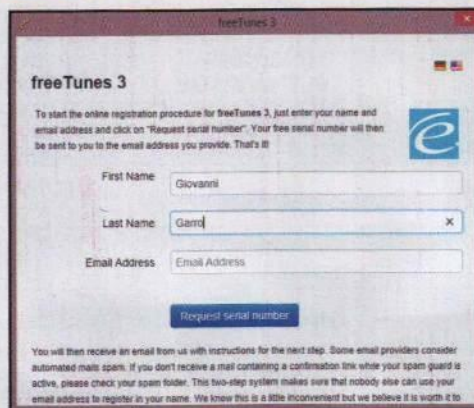 freeTunes 3
freeTunes 3
To start the online registration procedure for freeTunes 3, just enter your name and
email address and click on "Request serial number". Your free serial number will then
be sent to you to the email address you provide. That's it!
First Name
Giovanni
Last Name
Garro
Email Address
Email Address
Request serial number
You will then receive an email from us with instructions for the next step. Some email providers consider
automated mails spam. If you don't receive a mail containing a confirmation link while your spam guard is
active, please check your spam folder. This two-step system makes sure that nobody else can use your
email address to register in your name. We know this is a little inconvenient but we believe it is worth it to